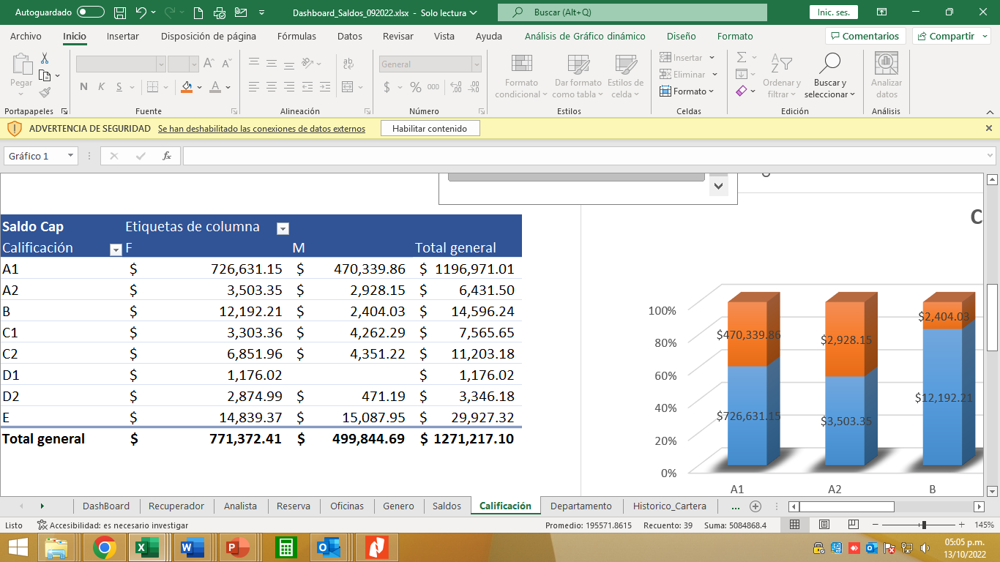 Autoguardado Dashboard_Saldos_092022.xlsx - Solo lectura Buscar (Alt+Q) Inic. ses.
Archivo Inicio Insertar Disposición de página Fórmulas Datos Revisar Vista Ayuda Análisis de Gráfico dinámico Diseño Formato Comentarios Compartir
Pegar
Portapapeles
N K S A
Fuente
ab
Alineación
General
$ % 000
Número
Formato condicional
Dar formato como tabla
Estilos de celda
Estilos
Insertar
Eliminar
Formato
Celdas
Ordenar y filtrar
Buscar y seleccionar
Edición
Analizar datos
Análisis
ADVERTENCIA DE SEGURIDAD Se han deshabilitado las conexiones de datos externos Habilitar contenido
Gráfico 1 fx
Saldo Cap Etiquetas de columna
Calificación F M Total general
A1 $ 726,631.15 $ 470,339.86 $ 1196,971.01
A2 $ 3,503.35 $ 2,928.15 $ 6,431.50
B $ 12,192.21 $ 2,404.03 $ 14,596.24
C1 $ 3,303.36 $ 4,262.29 $ 7,565.65
C2 $ 6,851.96 $ 4,351.22 $ 11,203.18
D1 $ 1,176.02 $ 1,176.02
D2 $ 2,874.99 $ 471.19 $ 3,346.18
E $ 14,839.37 $ 15,087.95 $ 29,927.32
Total general $ 771,372.41 $ 499,844.69 $ 1271,217.10
C
100%
80%
60%
40%
20%
0%
$470,339.86 $2,928.15 $2,404.03
$726,631.15 $3,503.35 $12,192.21
A1 A2 B
DashBoard Recuperador Analista Reserva Oficinas Genero Saldos Calificación Departamento Historico_Cartera ...
Listo Accesibilidad: es necesario investigar Promedio: 195571.8615 Recuento: 39 Suma: 5084868.4 145%
05:05 p.m.
13/10/2022